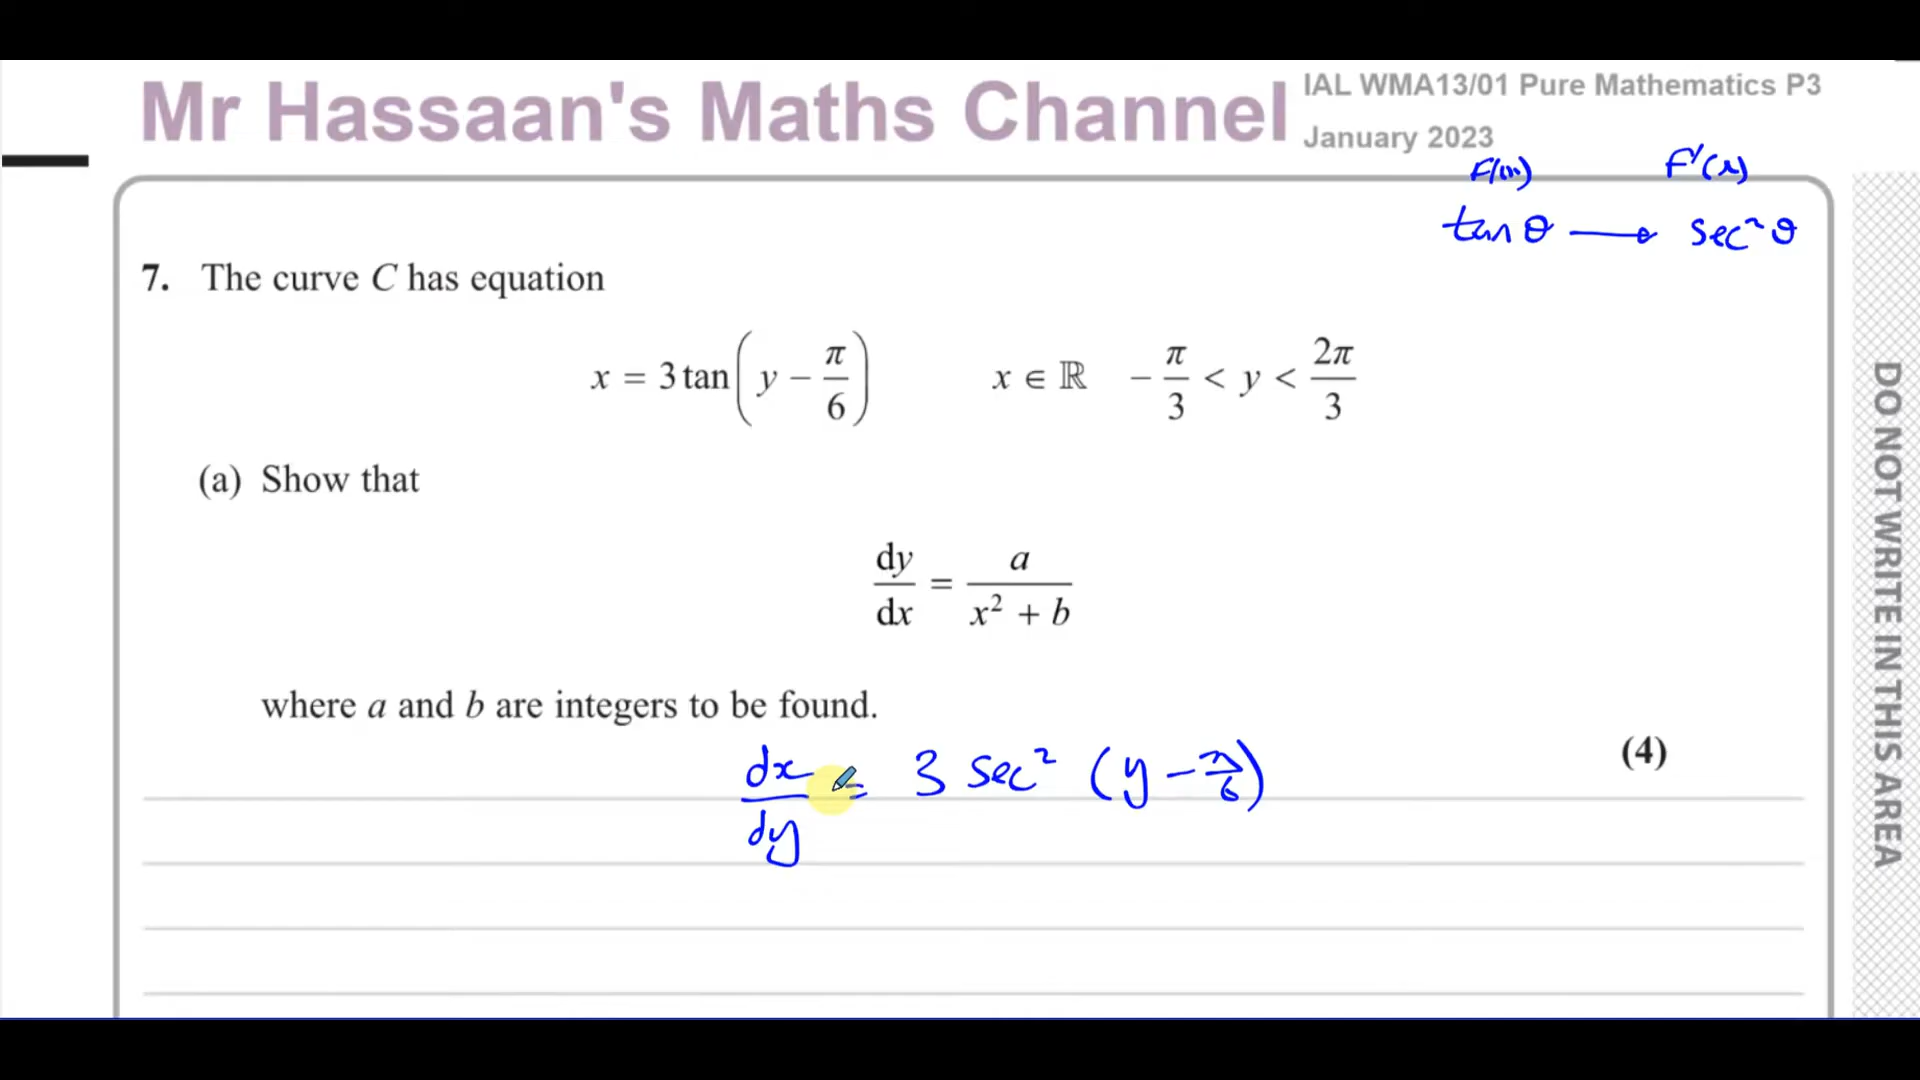 Mr Hassaan's Maths Channel
IAL WMA13/01 Pure Mathematics P3
January 2023
F(x) F'(x)
tan θ → sec² θ
7. The curve C has equation
x = 3 tan(y − π/6) x ∈ ℝ − π/3 < y < 2π/3
(a) Show that
dy/dx = a/(x² + b)
where a and b are integers to be found.
(4)
dx/dy = 3 sec² (y − π/6)
DO NOT WRITE IN THIS AREA